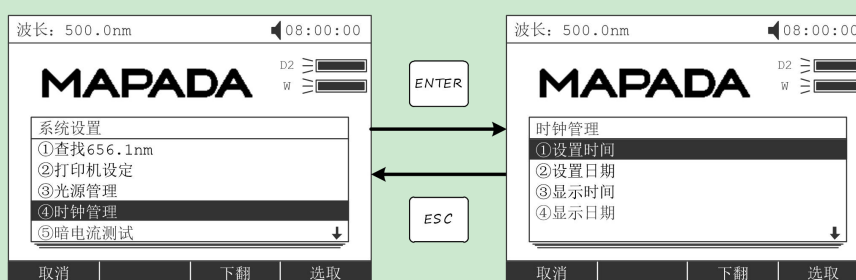 波长: 500.0nm
08:00:00
MAPADA
D2
W
系统设置
①查找656.1nm
②打印机设定
③光源管理
④时钟管理
⑤暗电流测试
取消
下翻
选取
ENTER
ESC
波长: 500.0nm
08:00:00
MAPADA
D2
W
时钟管理
①设置时间
②设置日期
③显示时间
④显示日期
取消
下翻
选取